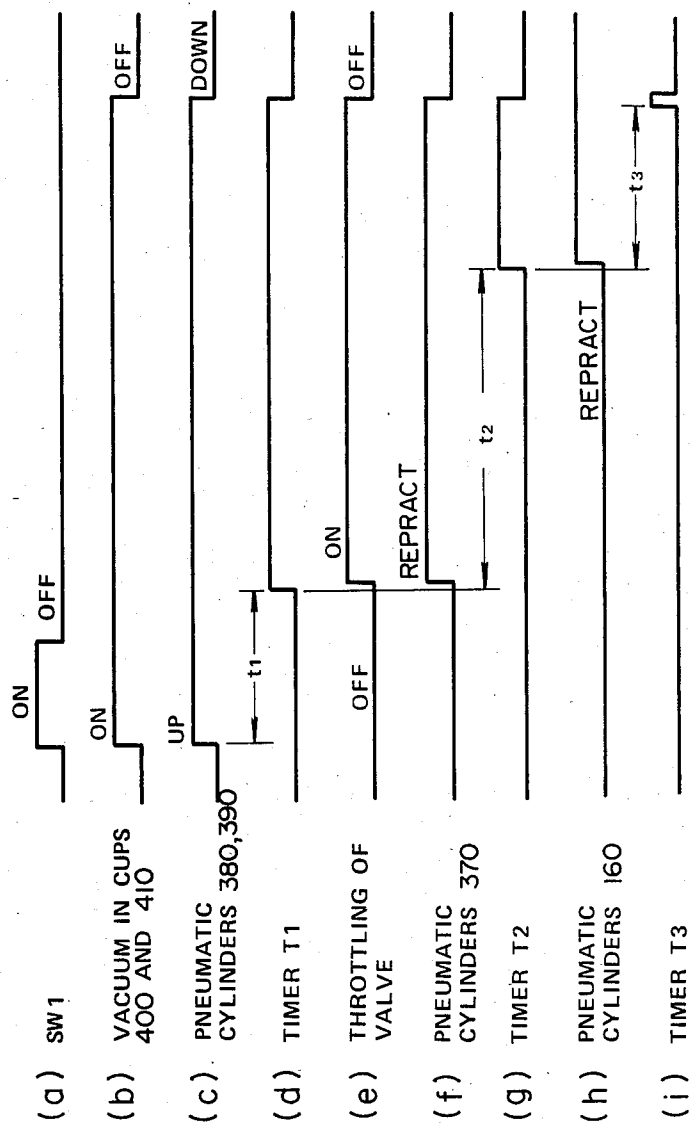 (a) SW1
ON
OFF
(b) VACUUM IN CUPS
400 AND 410
ON
OFF
(c) PNEUMATIC
CYLINDERS 380,390
UP
DOWN
t1
(d) TIMER T1
(e) THROTTLING OF
VALVE
OFF
ON
OFF
(f) PNEUMATIC
CYLINDERS 370
REPRACT
t2
(g) TIMER T2
(h) PNEUMATIC
CYLINDERS 160
REPRACT
t3
(i) TIMER T3